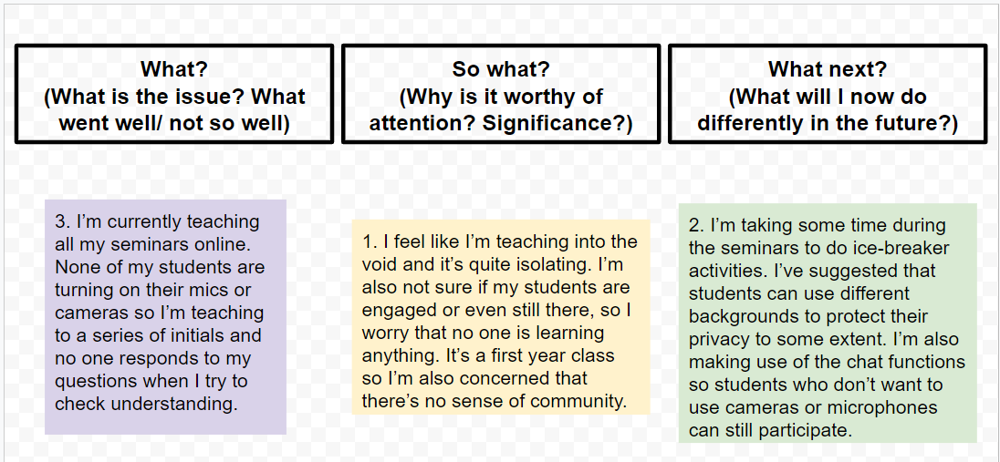 What?
(What is the issue? What
went well/ not so well)
So what?
(Why is it worthy of
attention? Significance?)
What next?
(What will I now do
differently in the future?)
3. I’m currently teaching
all my seminars online.
None of my students are
turning on their mics or
cameras so I’m teaching
to a series of initials and
no one responds to my
questions when I try to
check understanding.
1. I feel like I’m teaching into the
void and it’s quite isolating. I’m
also not sure if my students are
engaged or even still there, so I
worry that no one is learning
anything. It’s a first year class
so I’m also concerned that
there’s no sense of community.
2. I’m taking some time during
the seminars to do ice-breaker
activities. I’ve suggested that
students can use different
backgrounds to protect their
privacy to some extent. I’m also
making use of the chat functions
so students who don’t want to
use cameras or microphones
can still participate.